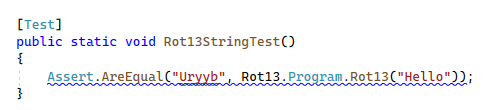 [Test]
public static void Rot13StringTest()
{
Assert.AreEqual("Uryyb", Rot13.Program.Rot13("Hello"));
}